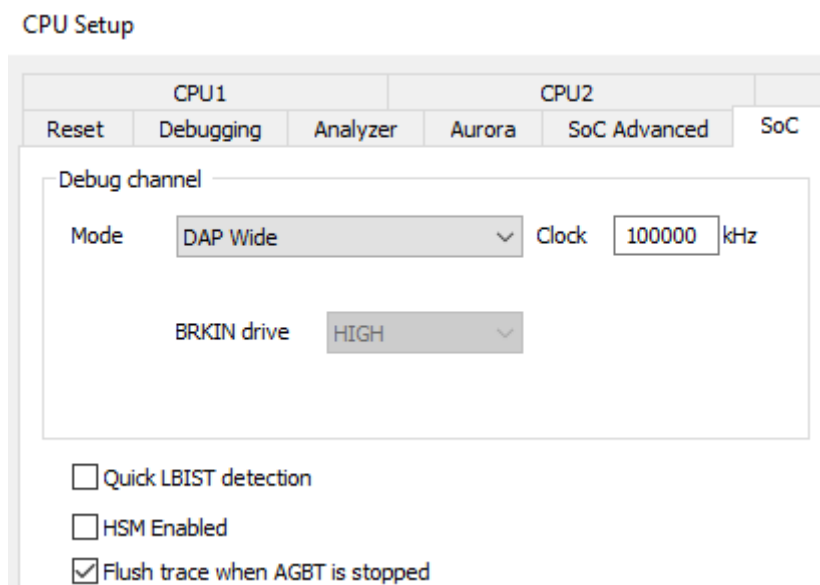 CPU Setup
CPU1 CPU2
Reset Debugging Analyzer Aurora SoC Advanced SoC
Debug channel
Mode DAP Wide Clock 100000 kHz
BRKIN drive HIGH
Quick LBIST detection
HSM Enabled
Flush trace when AGBT is stopped